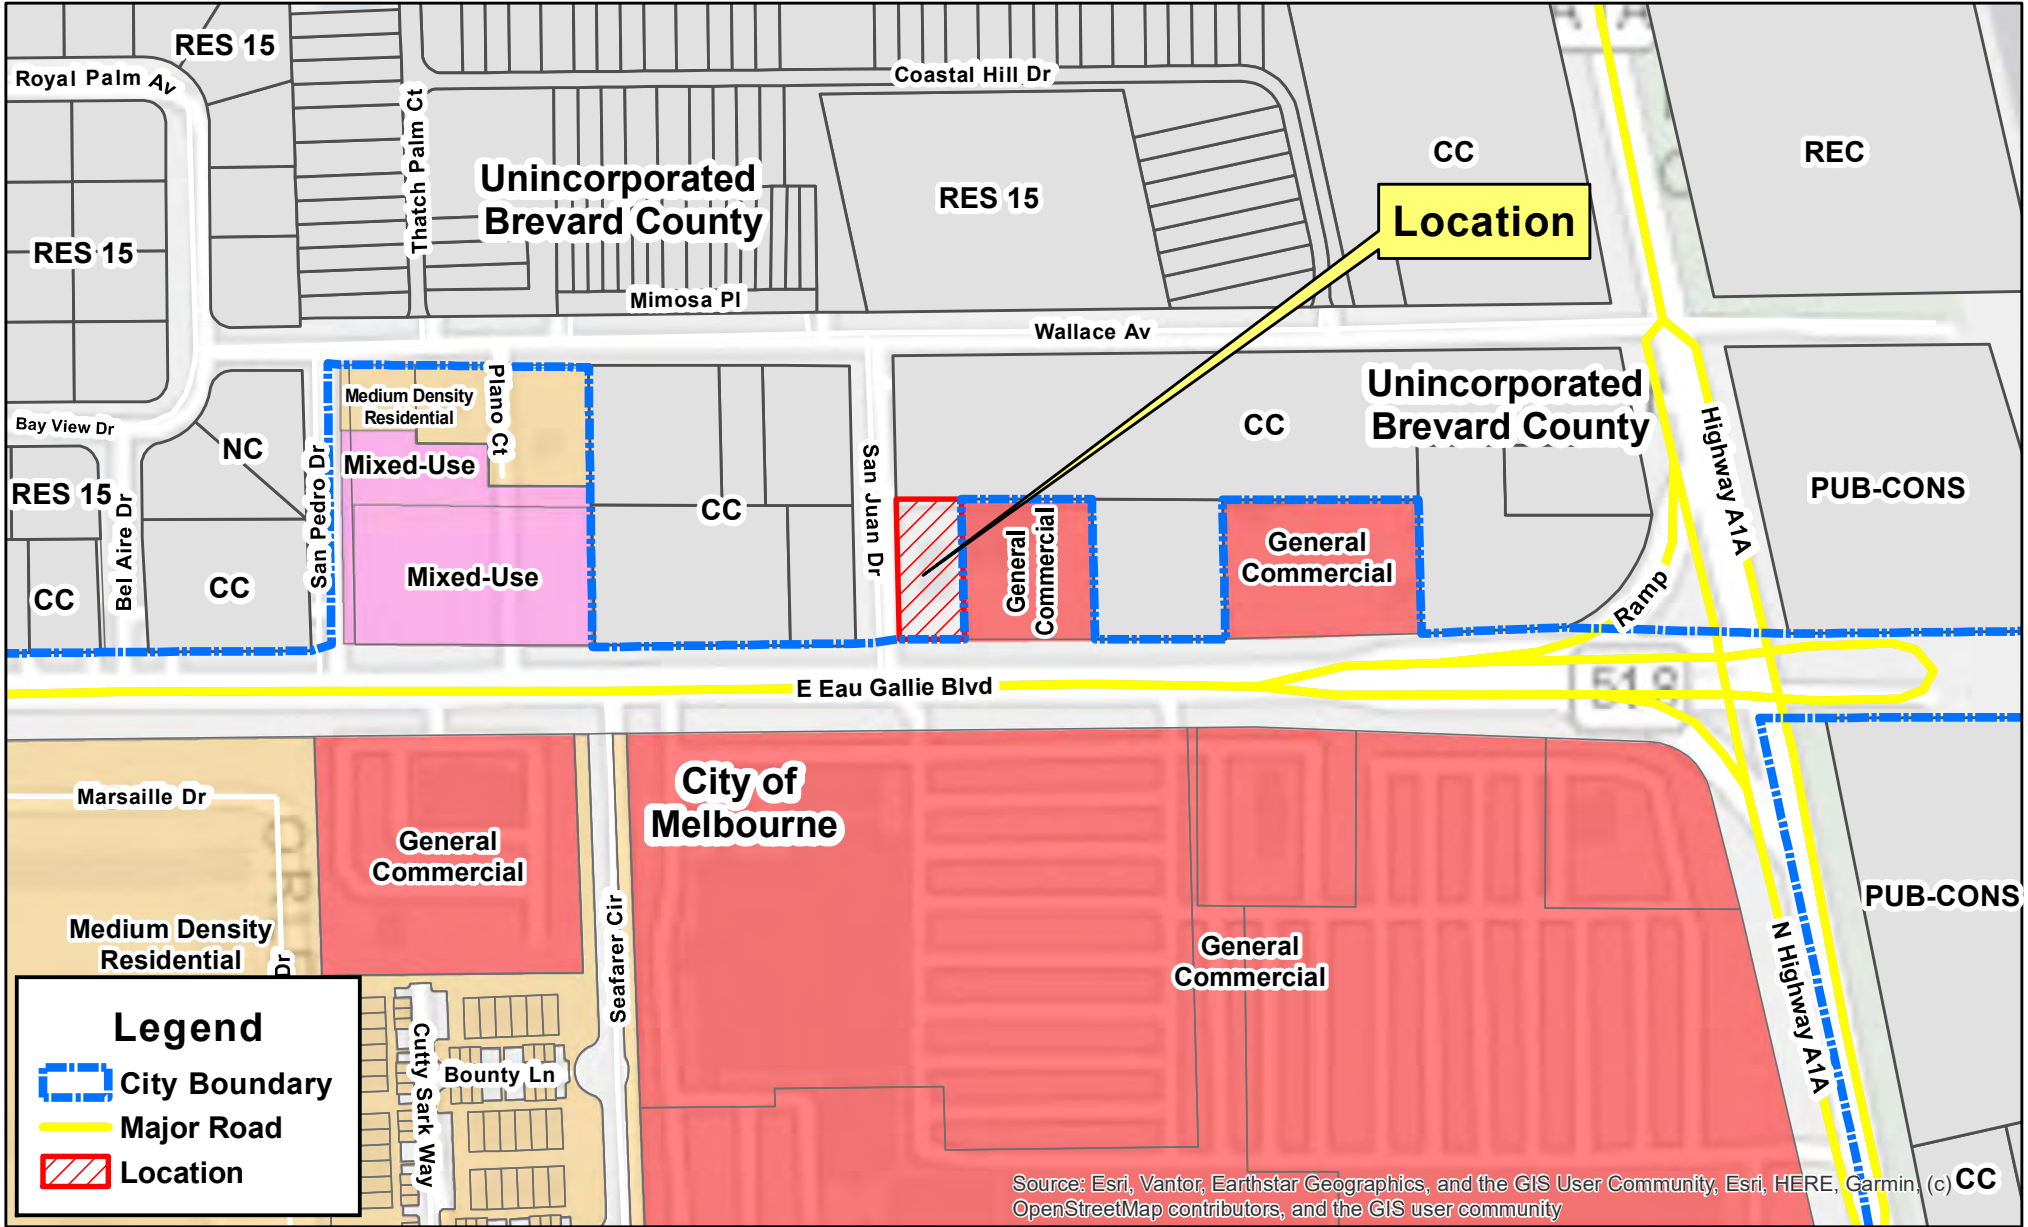 RES 15
Royal Palm Av
Coastal Hill Dr
Thatch Palm Ct
CC
REC
Unincorporated
Brevard County
RES 15
Location
RES 15
Mimosa Pl
Wallace Av
Medium Density
Residential
Plano Ct
Unincorporated
Brevard County
CC
Highway A1A
Bay View Dr
NC
San Pedro Dr
Mixed-Use
San Juan Dr
RES 15
Bel Aire Dr
CC
PUB-CONS
General
Commercial
General
Commercial
CC
CC
Mixed-Use
Ramp
E Eau Gallie Blvd
518
Marsaille Dr
City of
Melbourne
General
Commercial
Seafarer Cir
PUB-CONS
Medium Density
Residential
Dr
General
Commercial
N Highway A1A
Legend
City Boundary
Major Road
Location
Cutty Sark Way
Bounty Ln
CC
Source: Esri, Vantor, Earthstar Geographics, and the GIS User Community, Esri, HERE, Garmin, (c)
OpenStreetMap contributors, and the GIS user community